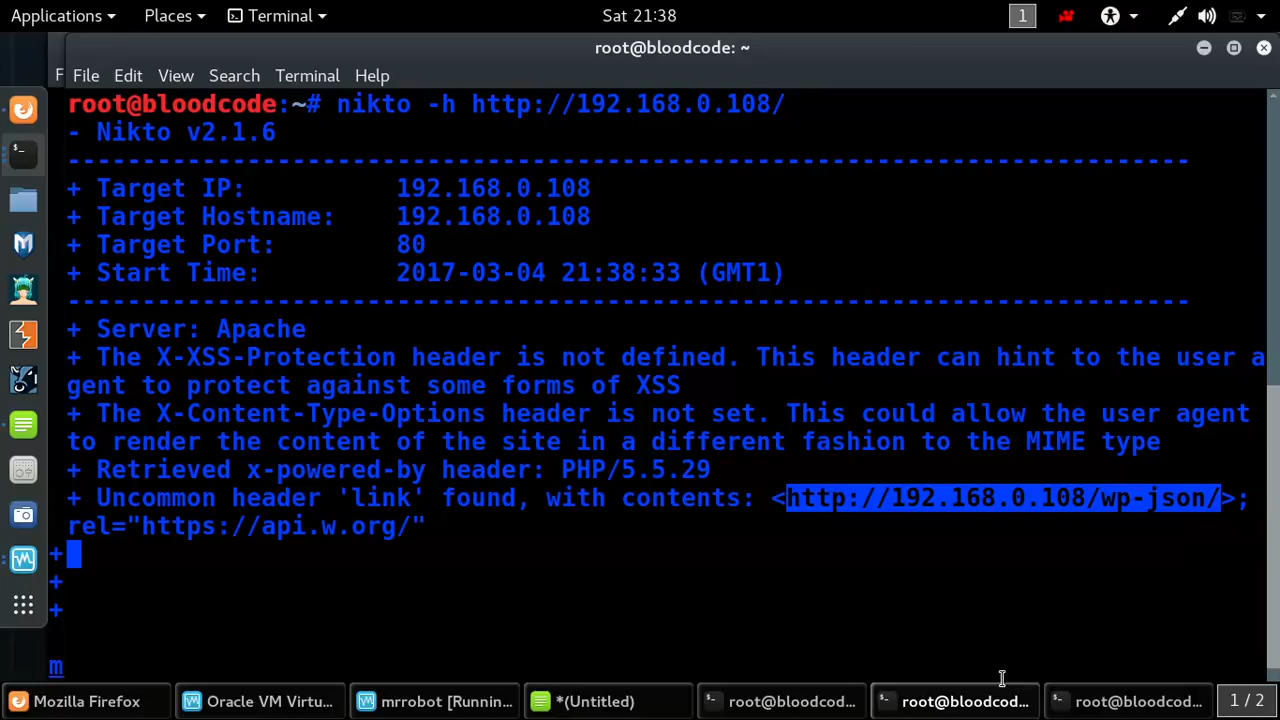 Applications Places Terminal Sat 21:38 1
root@bloodcode: ~
F File Edit View Search Terminal Help
root@bloodcode:~# nikto -h http://192.168.0.108/
- Nikto v2.1.6
---------------------------------------------------------------------------
+ Target IP: 192.168.0.108
+ Target Hostname: 192.168.0.108
+ Target Port: 80
+ Start Time: 2017-03-04 21:38:33 (GMT1)
---------------------------------------------------------------------------
+ Server: Apache
+ The X-XSS-Protection header is not defined. This header can hint to the user a
gent to protect against some forms of XSS
+ The X-Content-Type-Options header is not set. This could allow the user agent
to render the content of the site in a different fashion to the MIME type
+ Retrieved x-powered-by header: PHP/5.5.29
+ Uncommon header 'link' found, with contents: <http://192.168.0.108/wp-json/>;
rel="https://api.w.org/"
+
+
+
m
Mozilla Firefox Oracle VM Virtu... mrrobot [Runnin... *(Untitled) root@bloodcod... root@bloodcod... root@bloodcod... 1 / 2